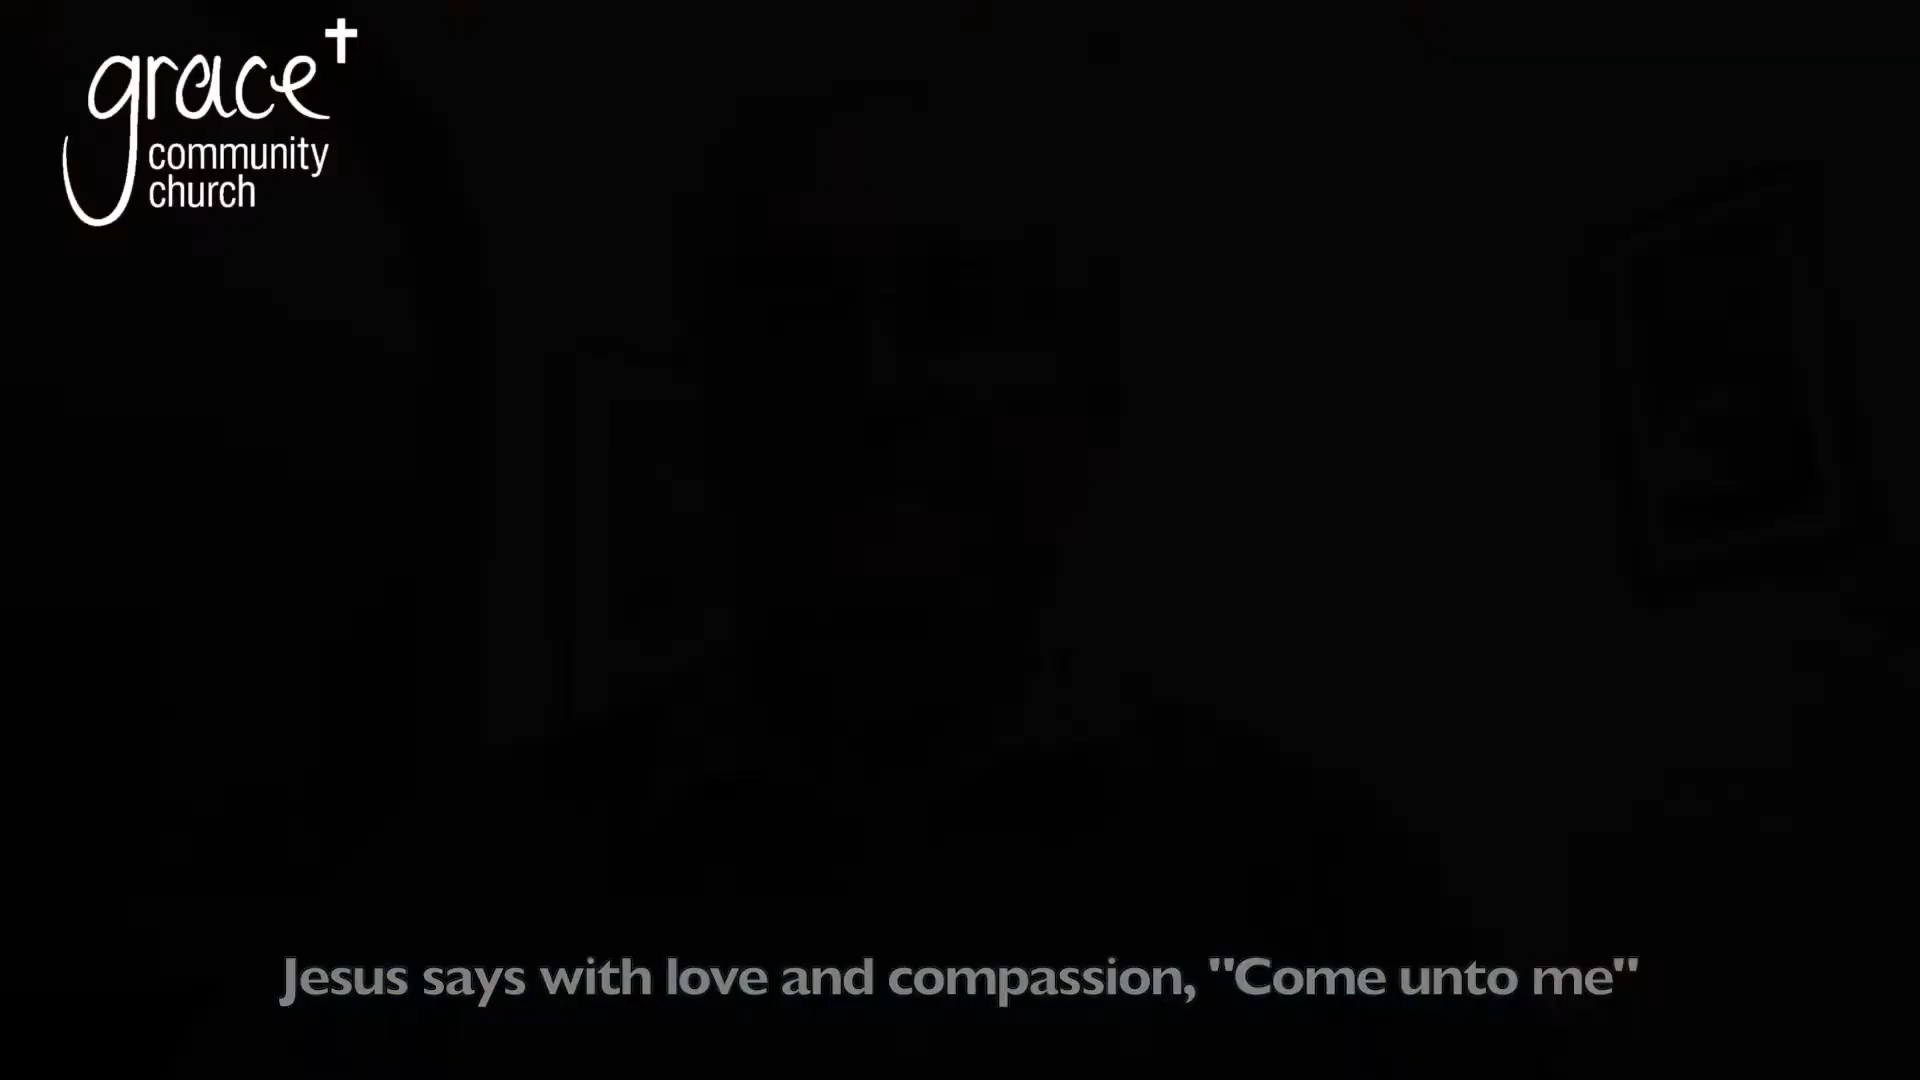 grace
community
church
Jesus says with love and compassion, "Come unto me"